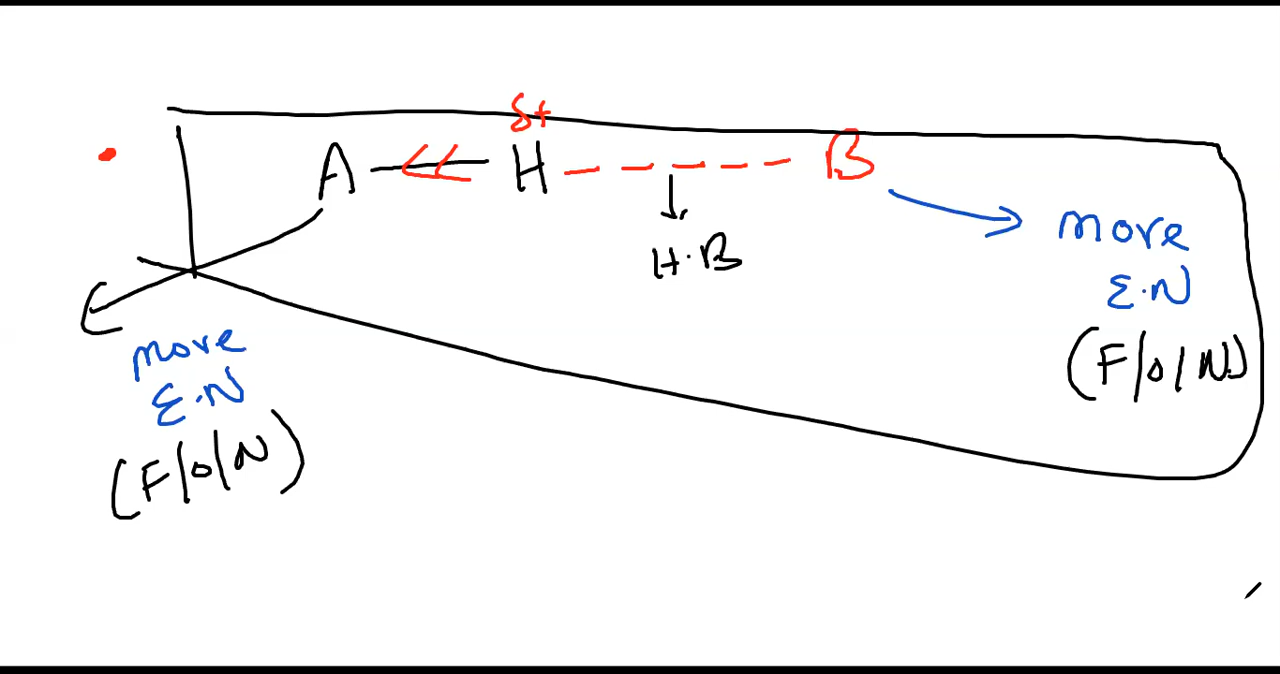 δ+
A H - - - - - B
H.B
more
E.N
(F/O/N)
more
E.N
(F/O/N)